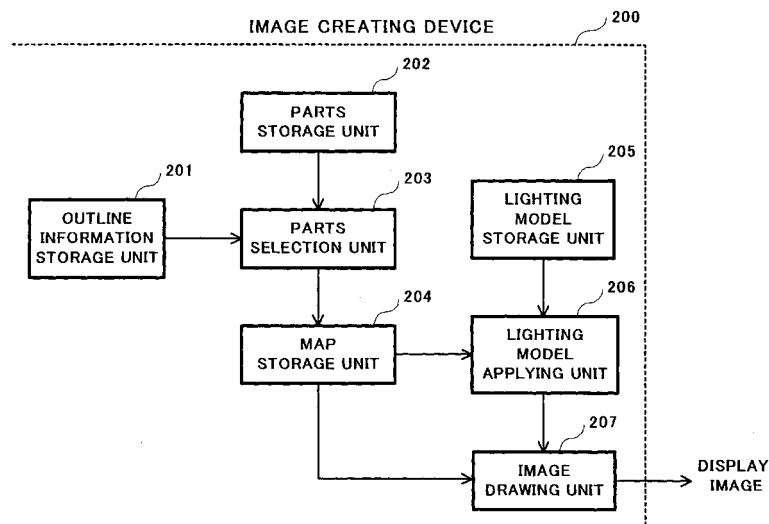 IMAGE CREATING DEVICE
200
202
PARTS
STORAGE UNIT
201
OUTLINE
INFORMATION
STORAGE UNIT
203
PARTS
SELECTION UNIT
205
LIGHTING
MODEL
STORAGE UNIT
204
MAP
STORAGE UNIT
206
LIGHTING
MODEL
APPLYING UNIT
207
IMAGE
DRAWING UNIT
DISPLAY
IMAGE